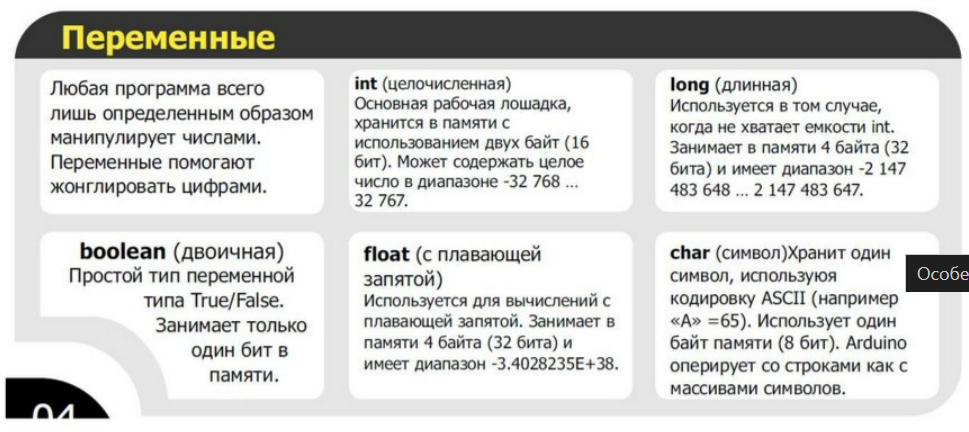 Переменные
Любая программа всего
лишь определенным образом
манипулирует числами.
Переменные помогают
жонглировать цифрами.
int (целочисленная)
Основная рабочая лошадка,
хранится в памяти с
использованием двух байт (16
бит). Может содержать целое
число в диапазоне -32 768 ...
32 767.
long (длинная)
Используется в том случае,
когда не хватает емкости int.
Занимает в памяти 4 байта (32
бита) и имеет диапазон -2 147
483 648 ... 2 147 483 647.
boolean (двоичная)
Простой тип переменной
типа True/False.
Занимает только
один бит в
памяти.
float (с плавающей
запятой)
Используется для вычислений с
плавающей запятой. Занимает в
памяти 4 байта (32 бита) и
имеет диапазон -3.4028235E+38.
char (символ)Хранит один
символ, используюя
кодировку ASCII (например
«А» =65). Использует один
байт памяти (8 бит). Arduino
оперирует со строками как с
массивами символов.
Особе
04